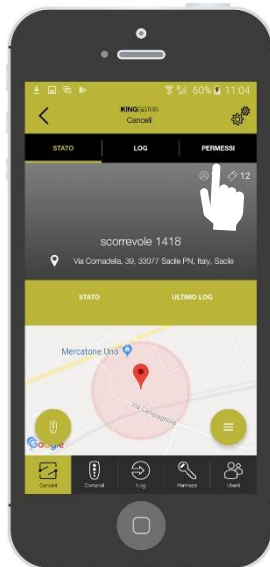 60% 11:04
KINGGates
Cancelli
STATO LOG PERMESSI
12
scorrevole 1418
Via Cornadella, 39, 33077 Sacile PN, Italy, Sacile
STATO ULTIMO LOG
Mercatone Uno
Via Campagnola
Google
Cancelli Comandi Log Permessi Utenti